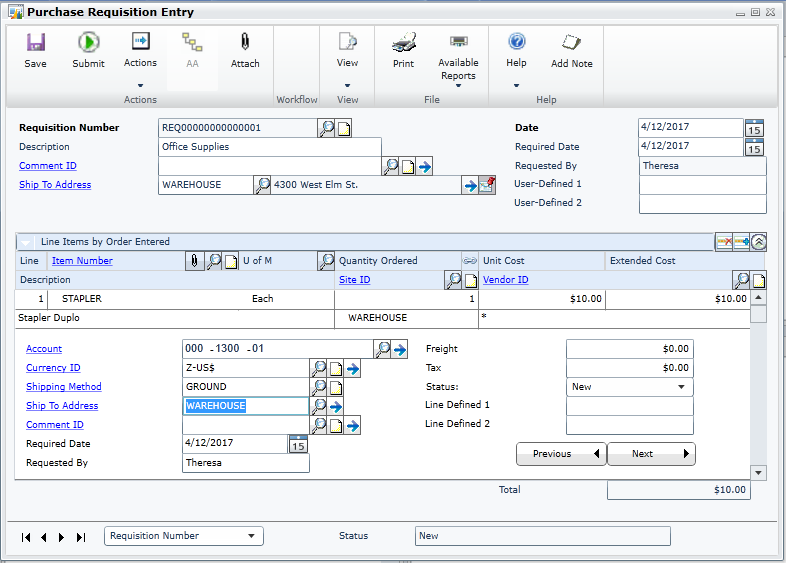 Purchase Requisition Entry
Save Submit Actions AA Attach View Print Available Reports Help Add Note
Actions Workflow View File Help
Requisition Number REQ00000000000001 Date 4/12/2017 15
Description Office Supplies Required Date 4/12/2017 15
Comment ID Requested By Theresa
Ship To Address WAREHOUSE 4300 West Elm St. User-Defined 1
User-Defined 2
Line Items by Order Entered
Line Item Number U of M Quantity Ordered Unit Cost Extended Cost
Description Site ID Vendor ID
1 STAPLER Each 1 $10.00 $10.00
Stapler Duplo WAREHOUSE *
Account 000 -1300 -01 Freight $0.00
Currency ID Z-US$ Tax $0.00
Shipping Method GROUND Status: New
Ship To Address WAREHOUSE Line Defined 1
Comment ID Line Defined 2
Required Date 4/12/2017 15
Previous Next
Requested By Theresa
Total $10.00
Requisition Number Status New